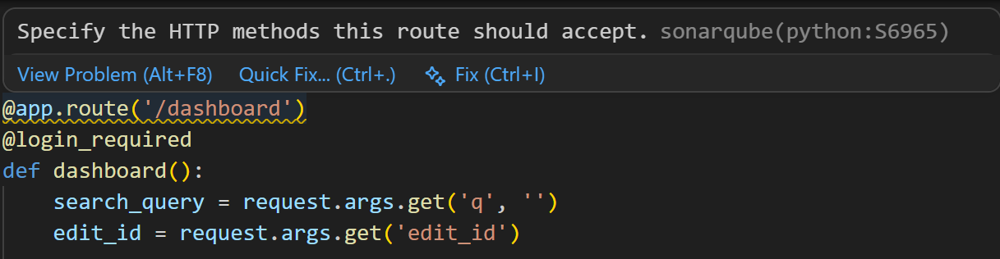 Specify the HTTP methods this route should accept. sonarqube(python:S6965)
View Problem (Alt+F8) Quick Fix... (Ctrl+.) Fix (Ctrl+I)
@app.route('/dashboard')
@login_required
def dashboard():
    search_query = request.args.get('q', '')
    edit_id = request.args.get('edit_id')